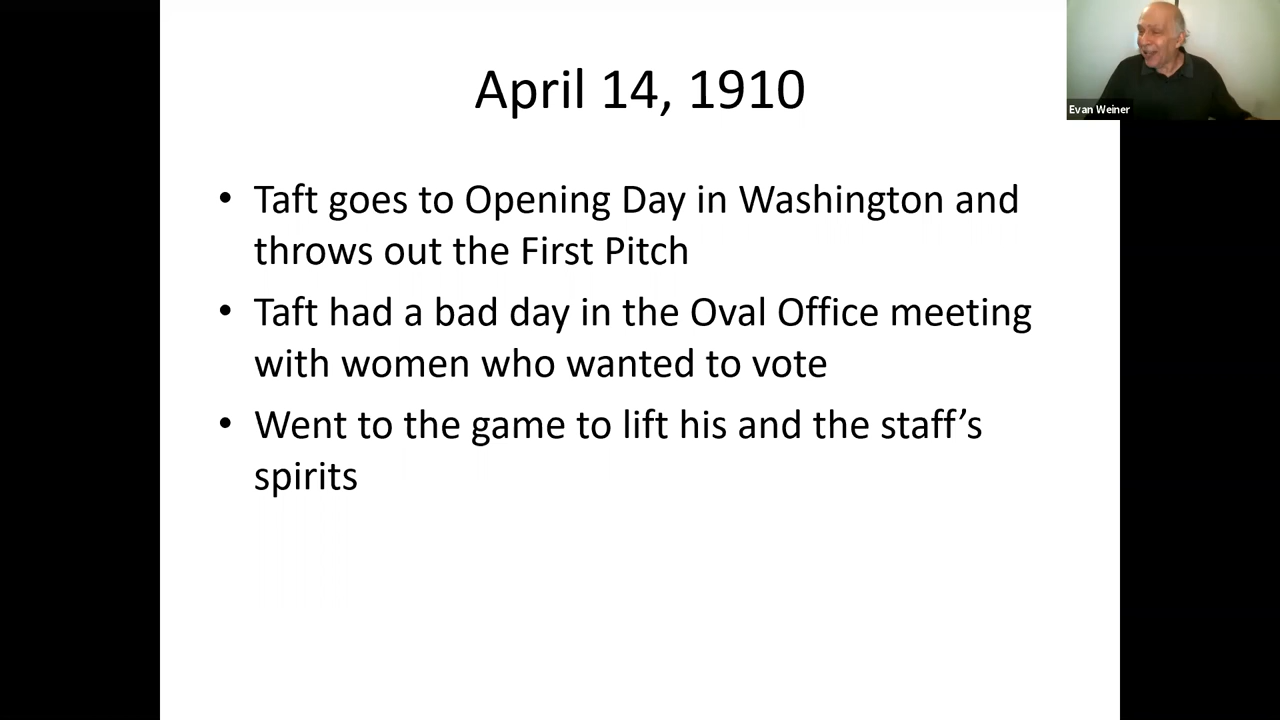 April 14, 1910
Evan Weiner
• Taft goes to Opening Day in Washington and
throws out the First Pitch
• Taft had a bad day in the Oval Office meeting
with women who wanted to vote
• Went to the game to lift his and the staff’s
spirits